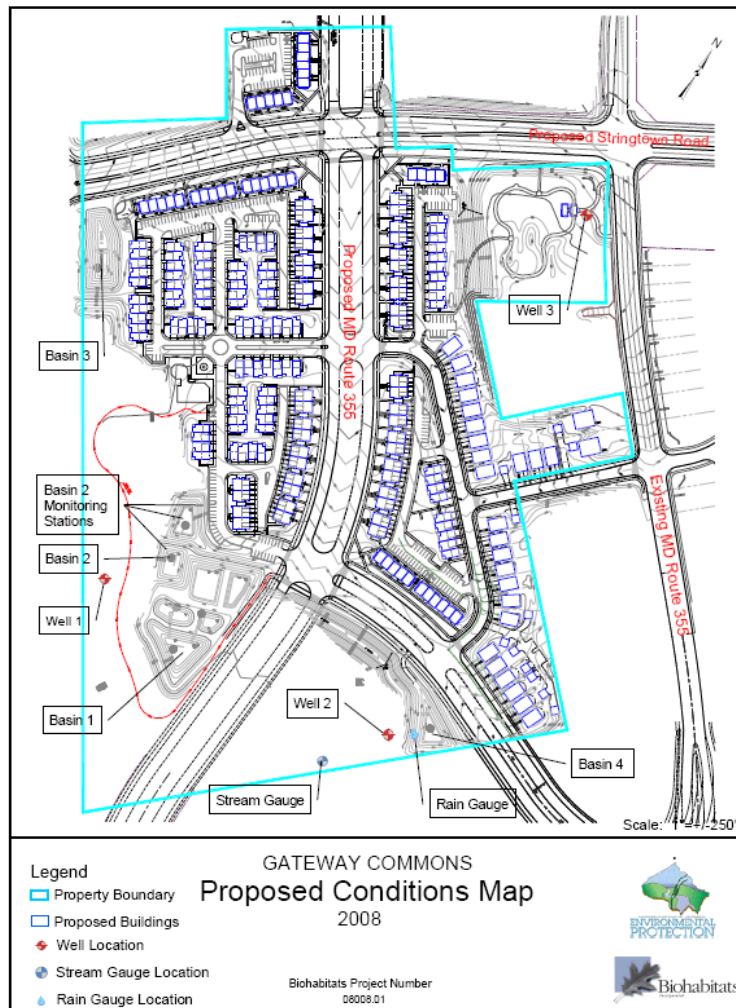 N
Proposed Stringtown Road
Proposed MD Route 355
Well 3
Basin 3
Basin 2
Monitoring
Stations
Basin 2
Existing MD Route 355
Well 1
Basin 1
Well 2
Basin 4
Stream Gauge
Rain Gauge
Scale: 1"=+/-250'
Legend
Property Boundary
Proposed Buildings
Well Location
Stream Gauge Location
Rain Gauge Location
GATEWAY COMMONS
Proposed Conditions Map
2008
Biohabitats Project Number
08008.01
ENVIRONMENTAL
PROTECTION
Biohabitats